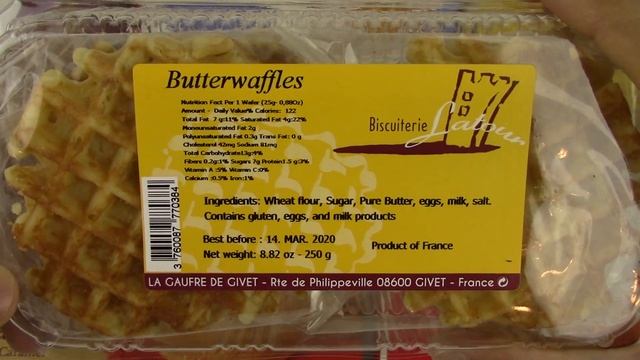 Butterwaffles
Nutrition Fact Per 1 Wafer (25g- 0,88Oz)
Amount - Daily Value% Calories: 122
Total Fat 7 g:11% Saturated Fat 4g:22%
Monounsaturated Fat 2g
Polyunsaturated Fat 0.3g Trans Fat: 0 g
Cholesterol 42mg Sodium 81mg
Total Carbohydrate13g:4%
Fibers 0.2g:1% Sugars 7g Protein1.5 g:3%
Vitamin A :5% Vitamin C:0%
Calcium :0.5% Iron:1%
Biscuiterie Latour
Ingredients: Wheat flour, Sugar, Pure Butter, eggs, milk, salt.
Contains gluten, eggs, and milk products
Best before : 14. MAR. 2020
Product of France
Net weight: 8.82 oz - 250 g
3 760087 770384
LA GAUFRE DE GIVET - Rte de Philippeville 08600 GIVET - France